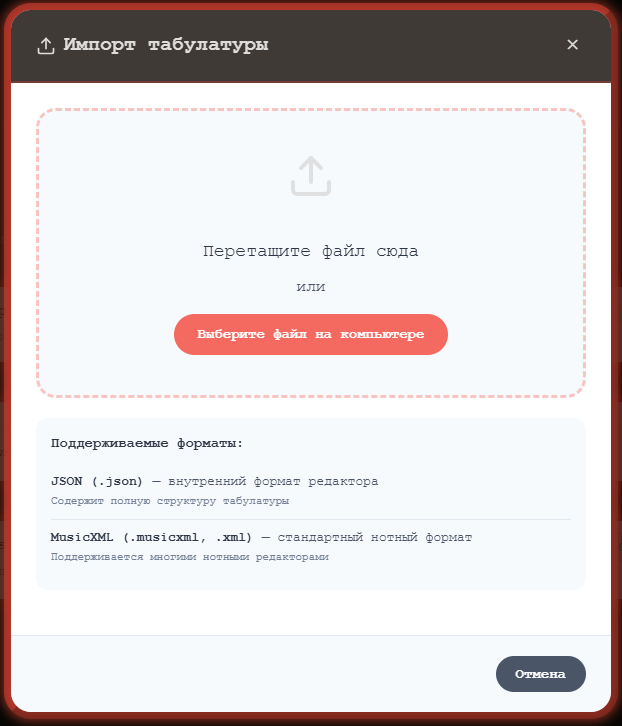 Импорт табулатуры
Перетащите файл сюда
или
Выберите файл на компьютере
Поддерживаемые форматы:
JSON (.json) — внутренний формат редактора
Содержит полную структуру табулатуры
MusicXML (.musicxml, .xml) — стандартный нотный формат
Поддерживается многими нотными редакторами
Отмена